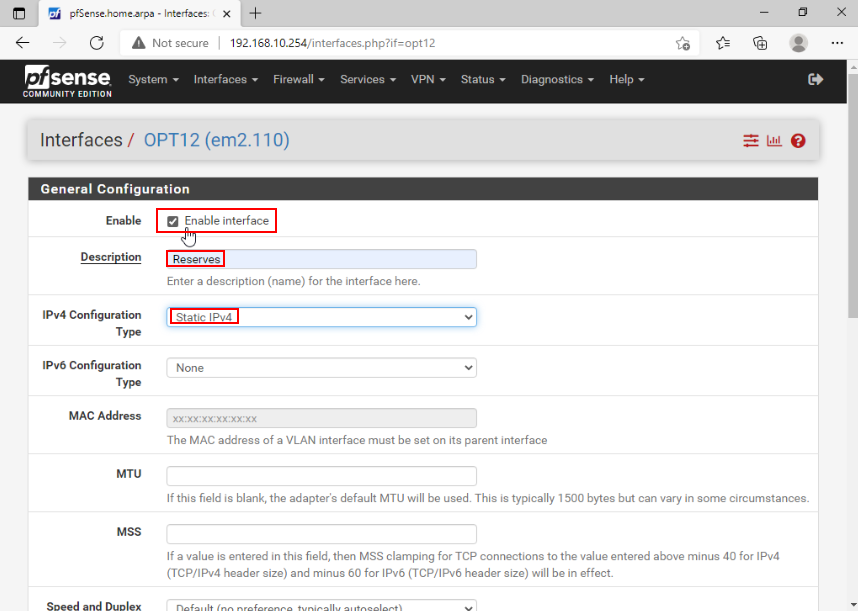 pfSense.home.arpa - Interfaces:
Not secure
192.168.10.254/interfaces.php?if=opt12
pfsense
COMMUNITY EDITION
System
Interfaces
Firewall
Services
VPN
Status
Diagnostics
Help
Interfaces / OPT12 (em2.110)
General Configuration
Enable
Enable interface
Description
Reserves
Enter a description (name) for the interface here.
IPv4 Configuration
Type
Static IPv4
IPv6 Configuration
Type
None
MAC Address
xx:xx:xx:xx:xx:xx
The MAC address of a VLAN interface must be set on its parent interface
MTU
If this field is blank, the adapter's default MTU will be used. This is typically 1500 bytes but can vary in some circumstances.
MSS
If a value is entered in this field, then MSS clamping for TCP connections to the value entered above minus 40 for IPv4
(TCP/IPv4 header size) and minus 60 for IPv6 (TCP/IPv6 header size) will be in effect.
Speed and Duplex
Default (no preference, typically autoselect)